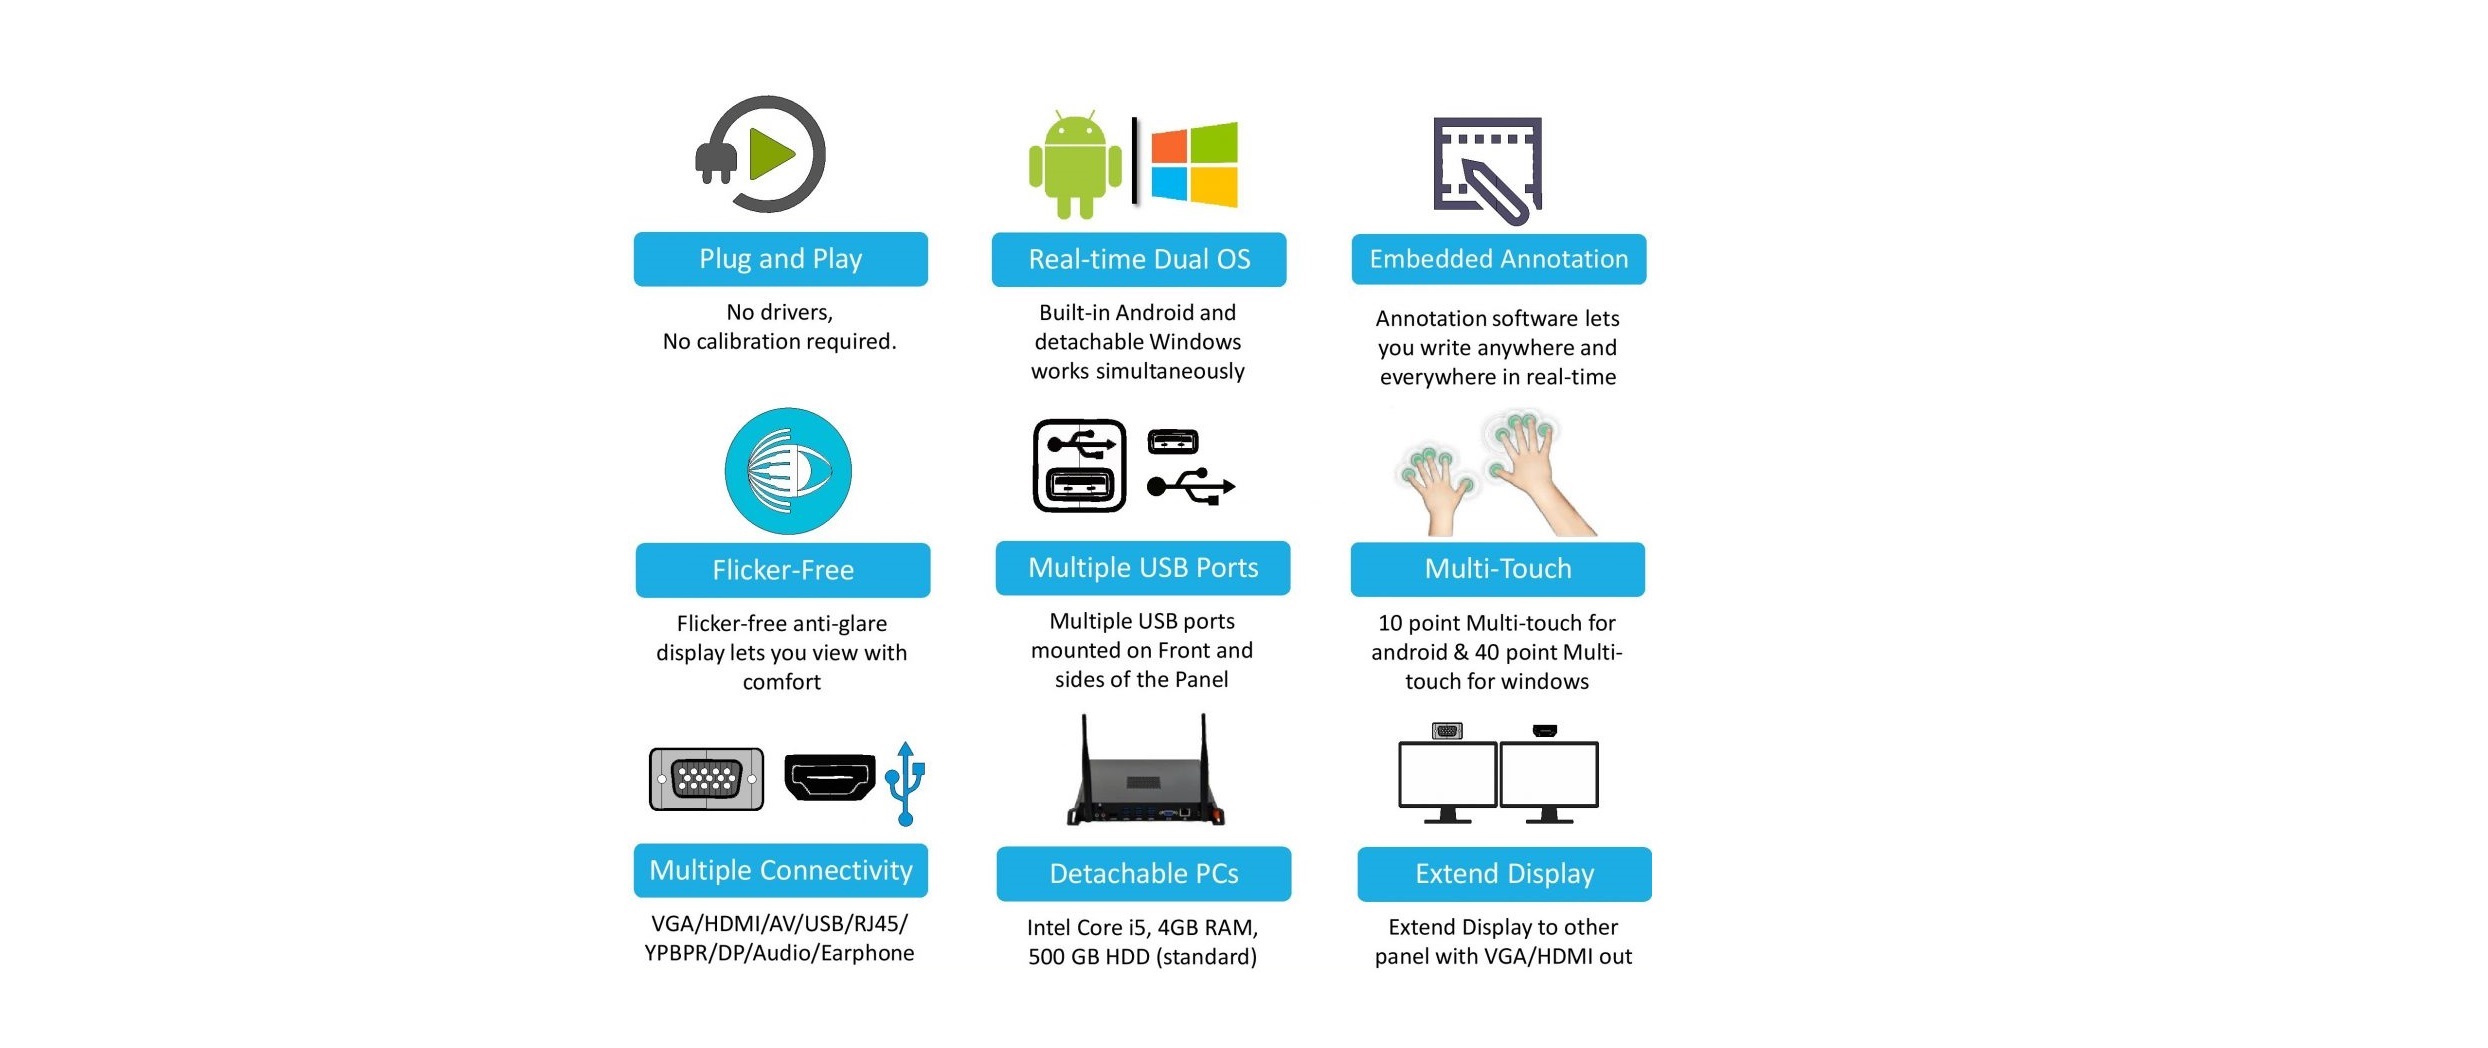 Plug and Play
No drivers,
No calibration required.
Real-time Dual OS
Built-in Android and
detachable Windows
works simultaneously
Embedded Annotation
Annotation software lets
you write anywhere and
everywhere in real-time
Flicker-Free
Flicker-free anti-glare
display lets you view with
comfort
Multiple USB Ports
Multiple USB ports
mounted on Front and
sides of the Panel
Multi-Touch
10 point Multi-touch for
android & 40 point Multi-
touch for windows
Multiple Connectivity
VGA/HDMI/AV/USB/RJ45/
YPBPR/DP/Audio/Earphone
Detachable PCs
Intel Core i5, 4GB RAM,
500 GB HDD (standard)
Extend Display
Extend Display to other
panel with VGA/HDMI out